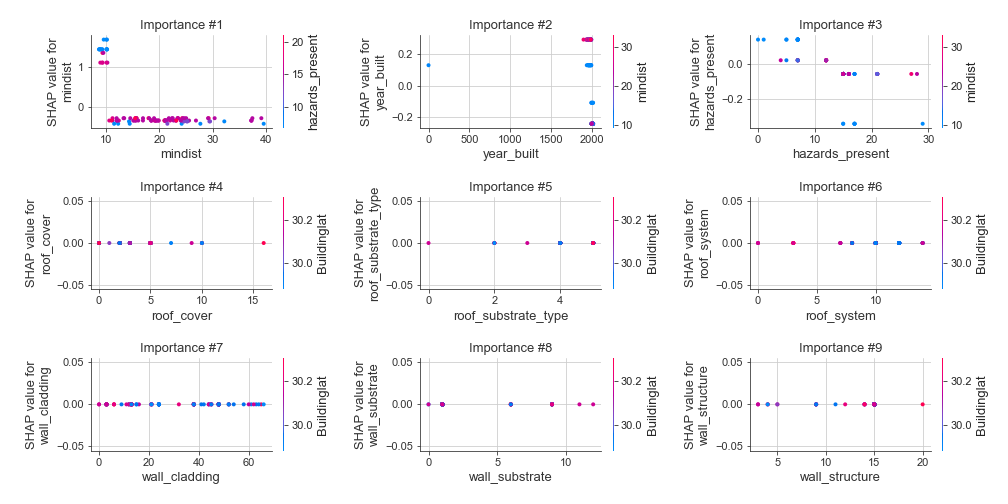 Importance #1
SHAP value for
mindist
1
0
10
20
30
40
mindist
20
15
10
hazards_present
Importance #2
SHAP value for
year_built
0.2
0.0
−0.2
0
500
1000
1500
2000
year_built
30
20
10
mindist
Importance #3
SHAP value for
hazards_present
0.0
−0.2
0
10
20
30
hazards_present
30
20
10
mindist
Importance #4
SHAP value for
roof_cover
0.05
0.00
−0.05
0
5
10
15
roof_cover
30.2
30.0
Buildinglat
Importance #5
SHAP value for
roof_substrate_type
0.05
0.00
−0.05
0
2
4
roof_substrate_type
30.2
30.0
Buildinglat
Importance #6
SHAP value for
roof_system
0.05
0.00
−0.05
0
5
10
roof_system
30.2
30.0
Buildinglat
Importance #7
SHAP value for
wall_cladding
0.05
0.00
−0.05
0
20
40
60
wall_cladding
30.2
30.0
Buildinglat
Importance #8
SHAP value for
wall_substrate
0.05
0.00
−0.05
0
5
10
wall_substrate
30.2
30.0
Buildinglat
Importance #9
SHAP value for
wall_structure
0.05
0.00
−0.05
5
10
15
20
wall_structure
30.2
30.0
Buildinglat